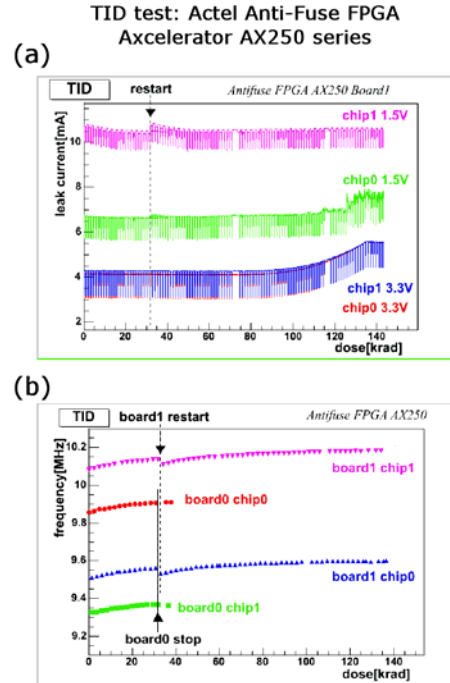 TID test: Actel Anti-Fuse FPGA
Axcelerator AX250 series
(a)
TID
restart
Antifuse FPGA AX250 Board1
leak current[mA]
10
8
6
4
2
chip1 1.5V
chip0 1.5V
chip1 3.3V
chip0 3.3V
0 20 40 60 80 100 120 140
dose[krad]
(b)
TID
board1 restart
Antifuse FPGA AX250
frequency[MHz]
10.2
10
9.8
9.6
9.4
9.2
board1 chip1
board0 chip0
board1 chip0
board0 chip1
board0 stop
0 20 40 60 80 100 120 140
dose[krad]